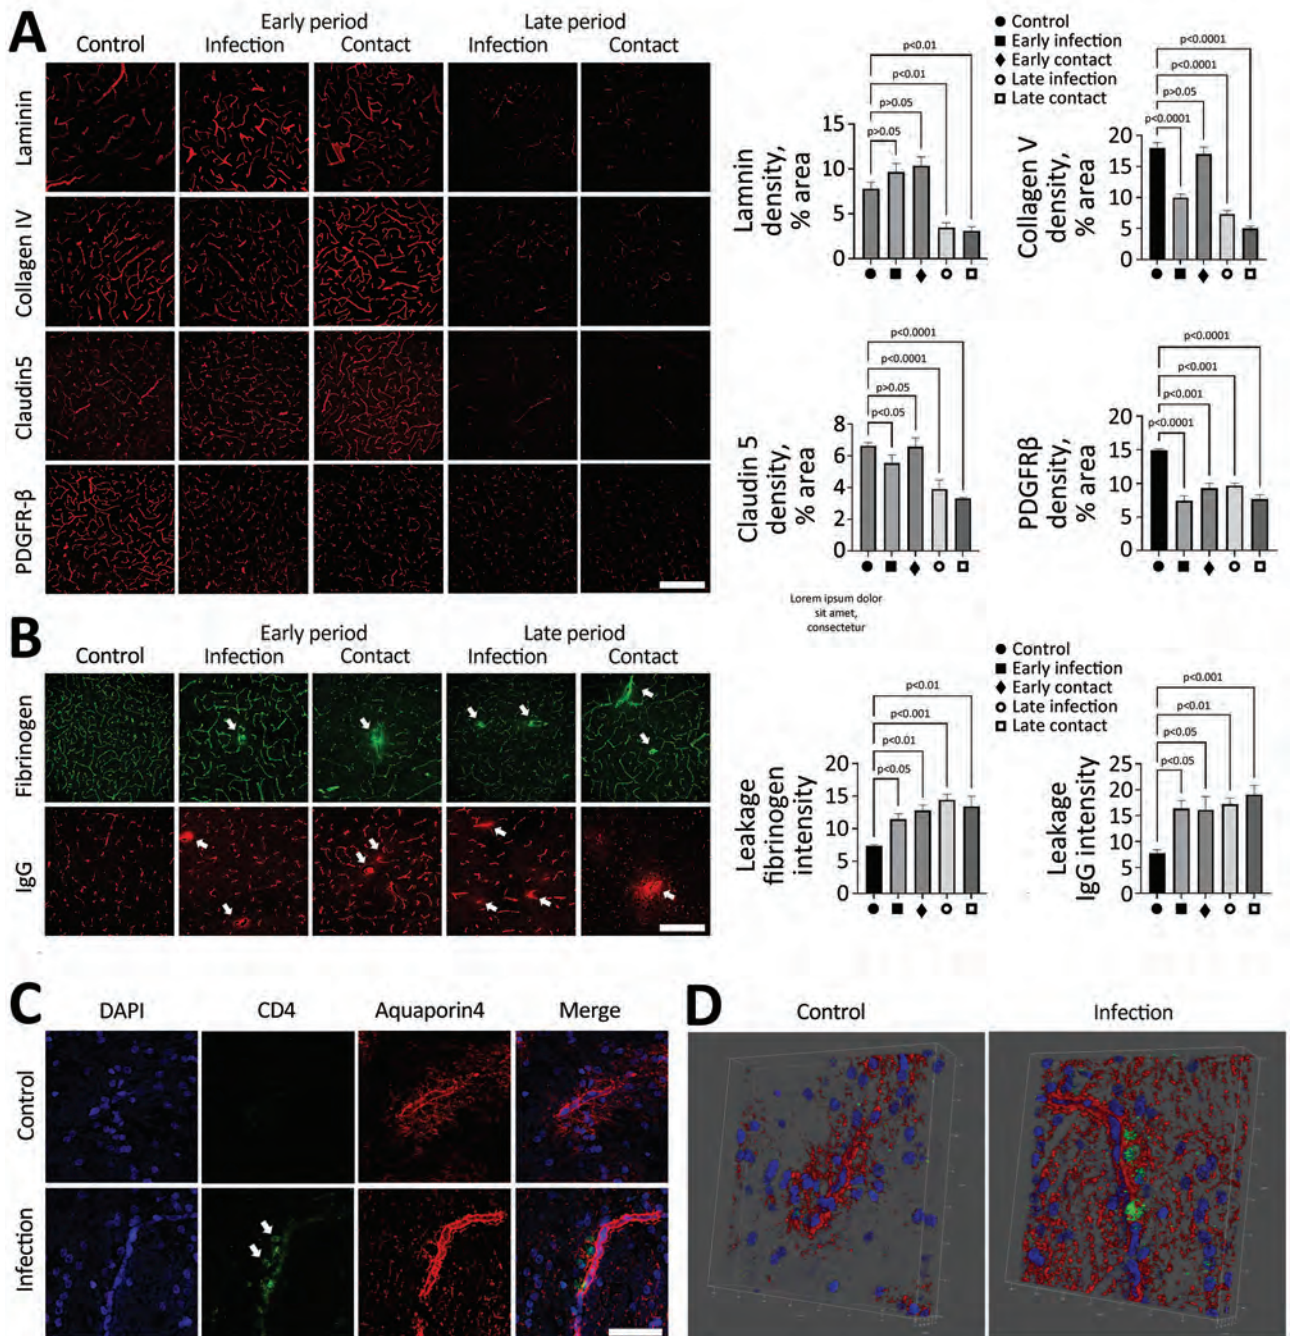 A
Early period
Late period
Control
Infection
Contact
Infection
Contact
Laminin
Collagen IV
Claudin5
PDGFR-β
Control
Early infection
Early contact
Late infection
Late contact
p<0.01
p<0.01
p>0.05
p>0.05
Lamnin
density,
% area
15
10
5
0
p<0.0001
p<0.0001
p>0.05
p<0.0001
Collagen V
density,
% area
20
15
10
5
0
p<0.0001
p<0.0001
p>0.05
p<0.05
Claudin 5
density,
% area
8
6
4
2
0
p<0.0001
p<0.001
p<0.001
p<0.0001
PDGFRβ
density,
% area
20
15
10
5
0
Lorem ipsum dolor
sit amet,
consectetur
B
Early period
Late period
Control
Infection
Contact
Infection
Contact
Fibrinogen
IgG
Control
Early infection
Early contact
Late infection
Late contact
p<0.01
p<0.001
p<0.01
p<0.05
Leakage
fibrinogen
intensity
20
15
10
5
0
p<0.001
p<0.01
p<0.05
p<0.05
Leakage
IgG intensity
25
20
15
10
5
0
C
DAPI
CD4
Aquaporin4
Merge
Control
Infection
D
Control
Infection